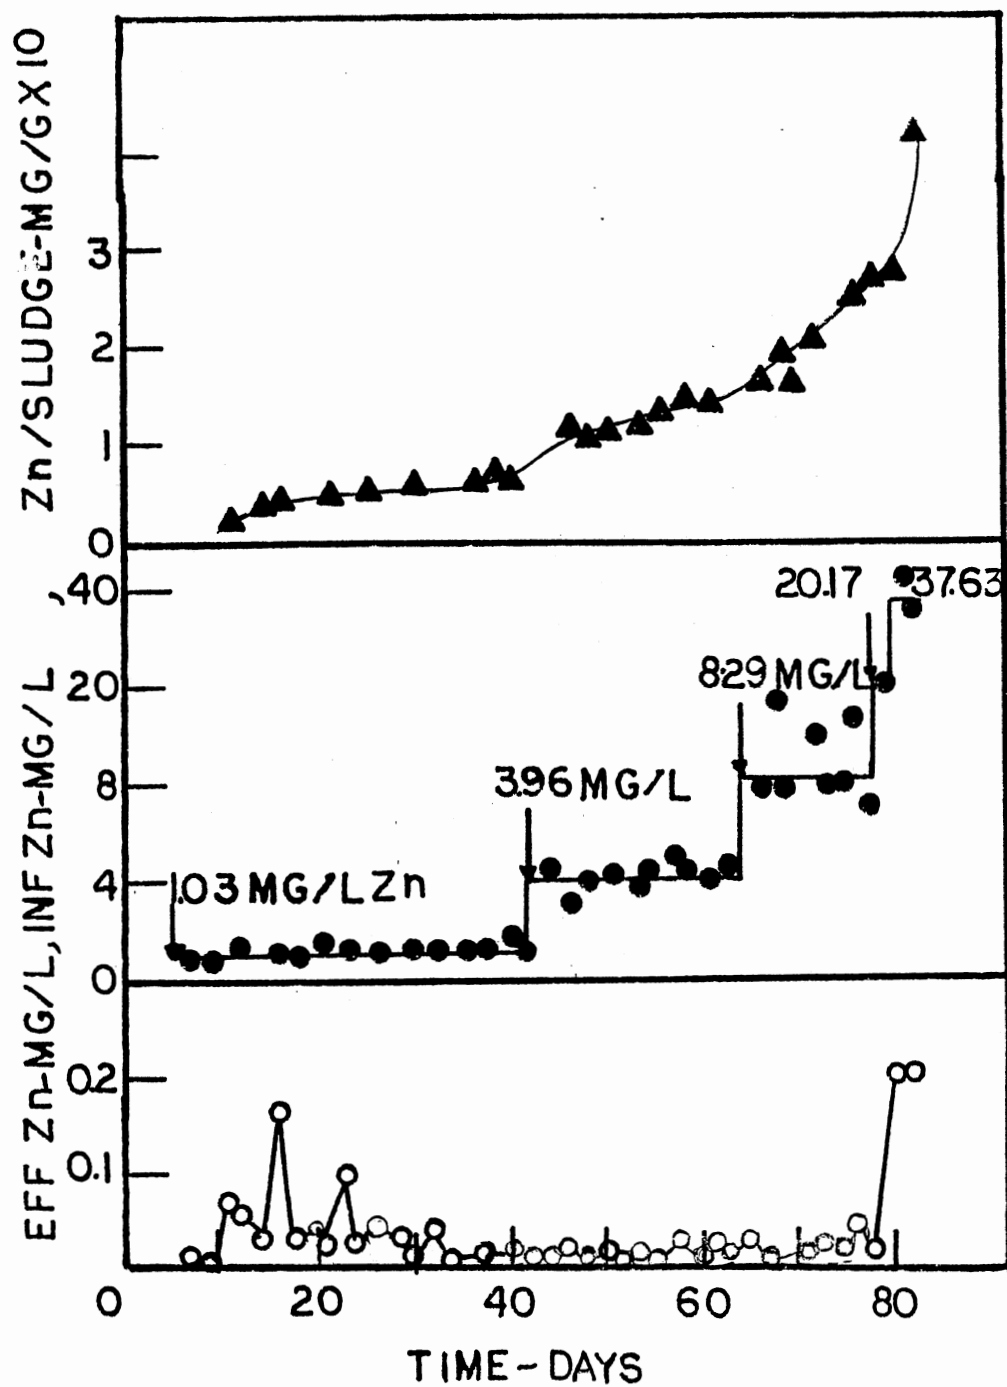 Zn/SLUDGE-MG/GX10
3
2
1
0
EFF Zn-MG/L, INF Zn-MG/L ,
40
20
8
4
0
20.17
37.63
8.29 MG/L
3.96 MG/L
1.03 MG/L Zn
0.2
0.1
0 20 40 60 80
TIME-DAYS